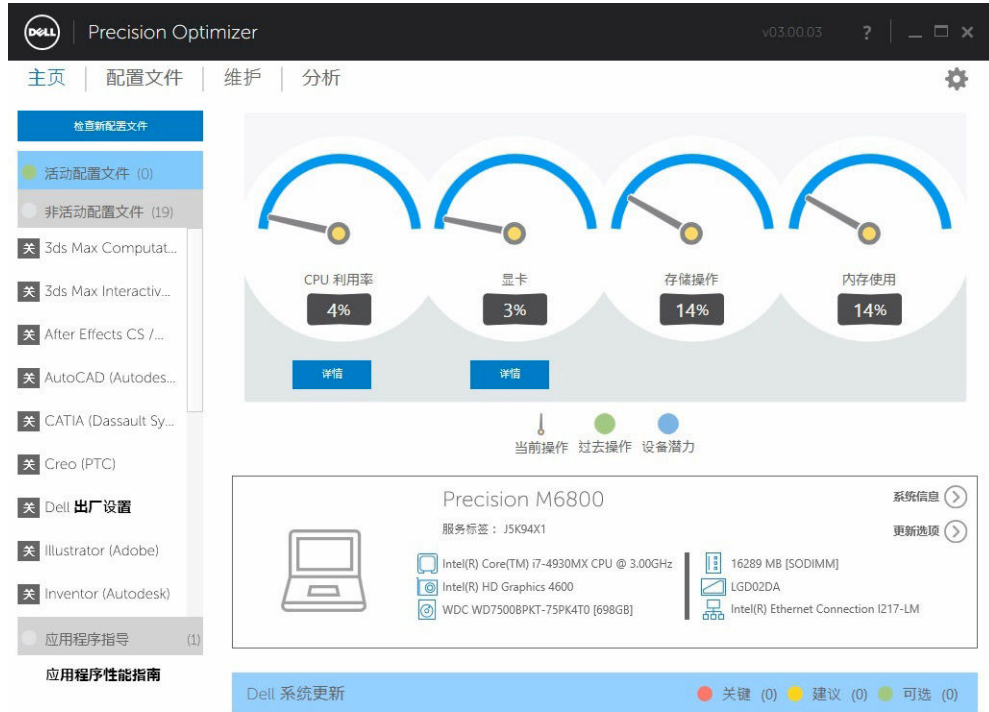 DELL Precision Optimizer v03.00.03 ?
主页 配置文件 维护 分析
检查新配置文件
活动配置文件 (0)
非活动配置文件 (19)
关 3ds Max Computat...
关 3ds Max Interactiv...
关 After Effects CS /...
关 AutoCAD (Autodes...
关 CATIA (Dassault Sy...
关 Creo (PTC)
关 Dell 出厂设置
关 Illustrator (Adobe)
关 Inventor (Autodesk)
应用程序指导 (1)
应用程序性能指南
CPU 利用率 显卡 存储操作 内存使用
4% 3% 14% 14%
详情 详情
当前操作 过去操作 设备潜力
Precision M6800
服务标签： J5K94X1
Intel(R) Core(TM) i7-4930MX CPU @ 3.00GHz
Intel(R) HD Graphics 4600
WDC WD7500BPKT-75PK4T0 [698GB]
16289 MB [SODIMM]
LGD02DA
Intel(R) Ethernet Connection I217-LM
系统信息
更新选项
Dell 系统更新 关键 (0) 建议 (0) 可选 (0)